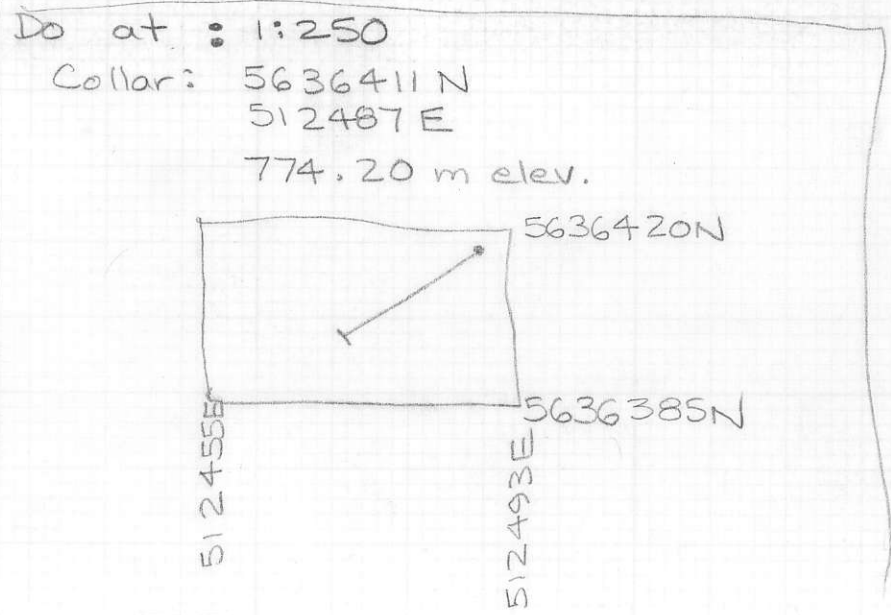 Do at : 1:250
Collar: 5636411 N
512487 E
774.20 m elev.
5636420N
5636385N
512455E
512493E